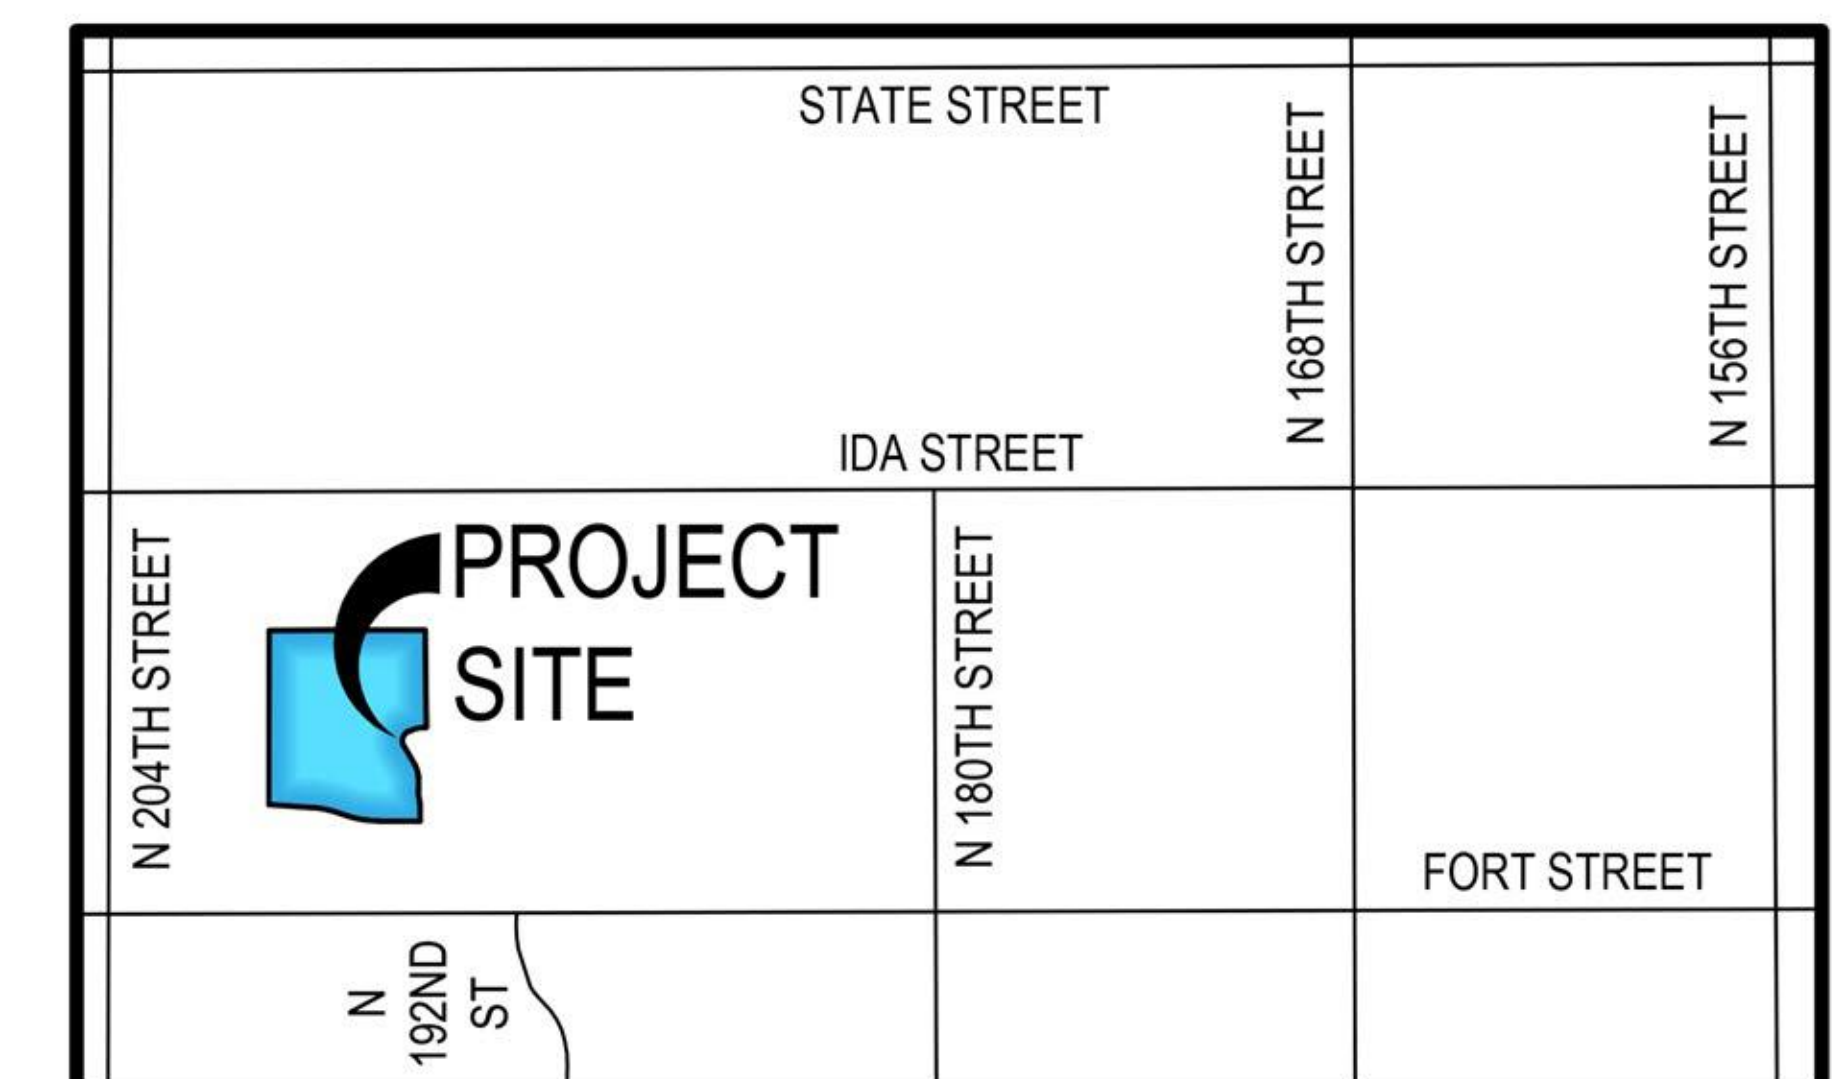 STATE STREET
N 168TH STREET
N 156TH STREET
IDA STREET
N 204TH STREET
PROJECT
SITE
N 180TH STREET
FORT STREET
N
192ND
ST